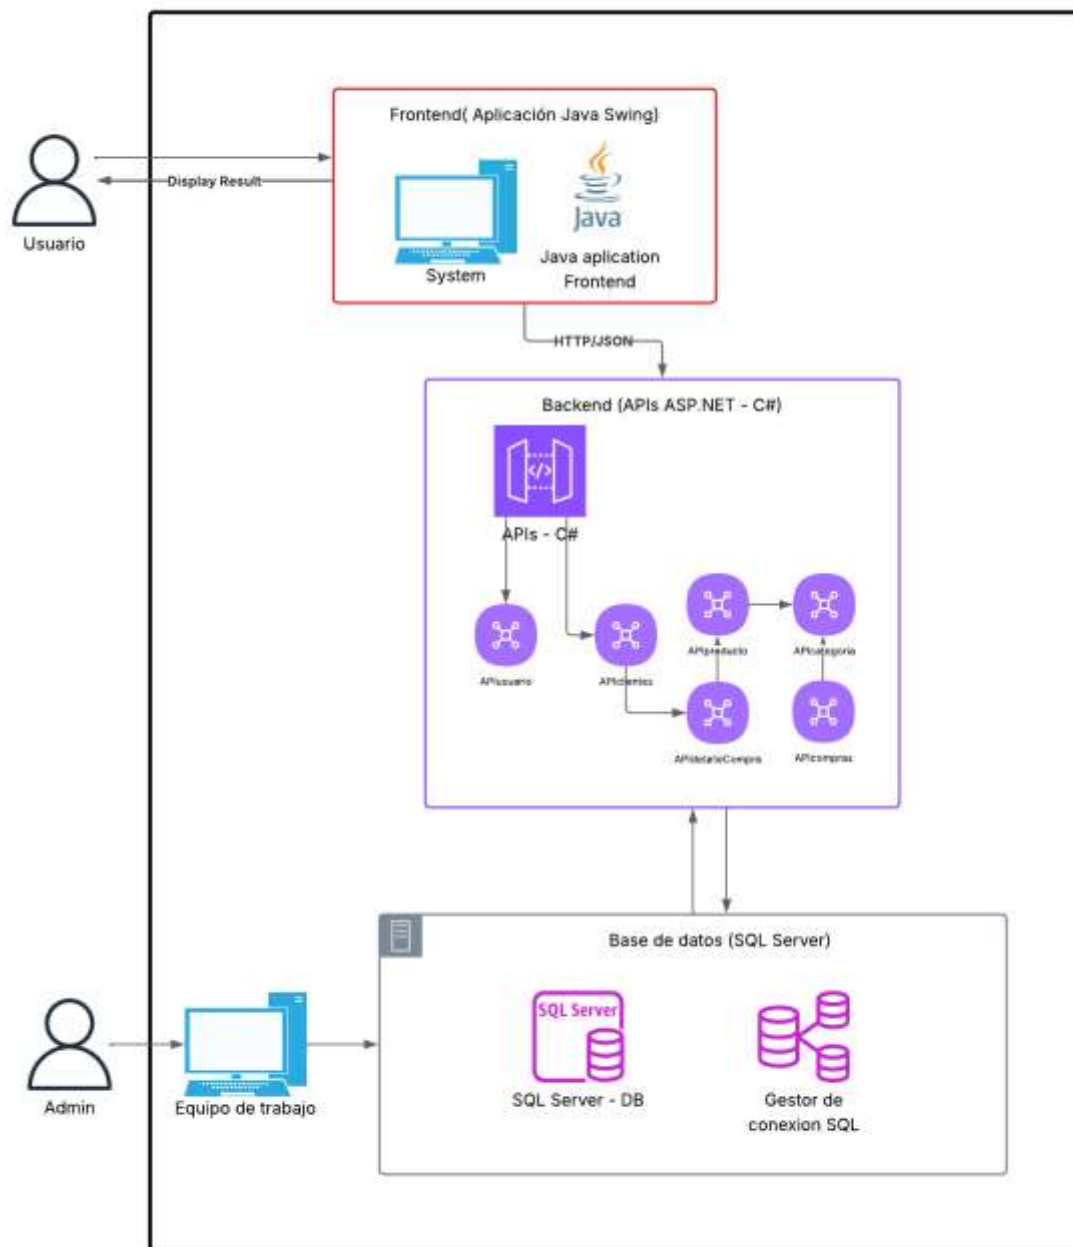 Frontend( Aplicación Java Swing)
Display Result
Usuario
System
Java
Java aplication
Frontend
HTTP/JSON
Backend (APIs ASP.NET - C#)
APIs - C#
APIproducto
APIcategoria
APIusuario
APIclientes
APIdetalleCompra
APIcompras
Base de datos (SQL Server)
SQL Server
SQL Server - DB
Gestor de
conexion SQL
Admin
Equipo de trabajo